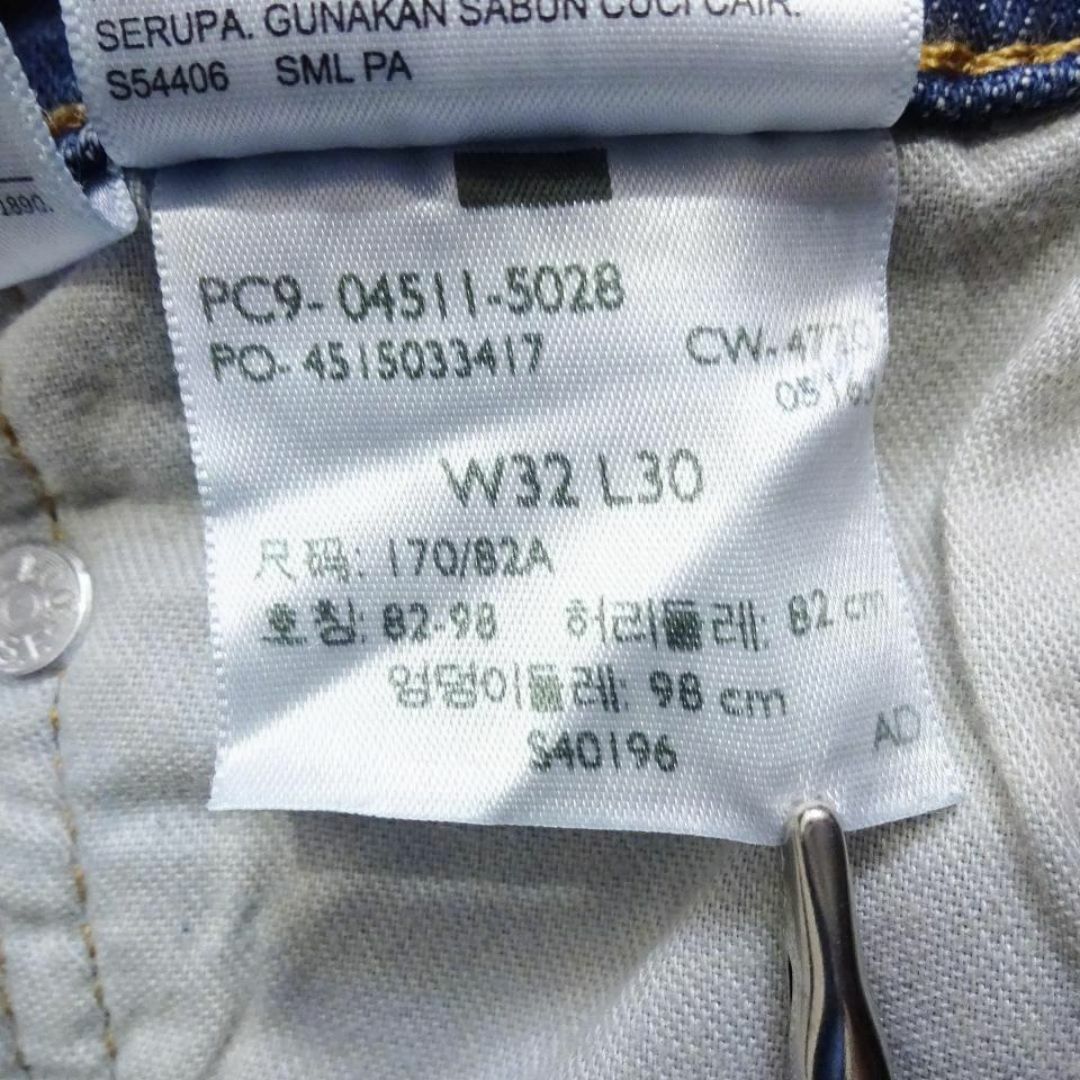 SERUPA. GUNAKAN SABUN CUCI CAIR.
S54406 SML PA
1890.
PC9-04511-5028
PO-4515033417
W32 L30
尺码: 170/82A
호칭: 82-98 허리둘레: 82 cm
엉덩이둘레: 98 cm
S40196 AD